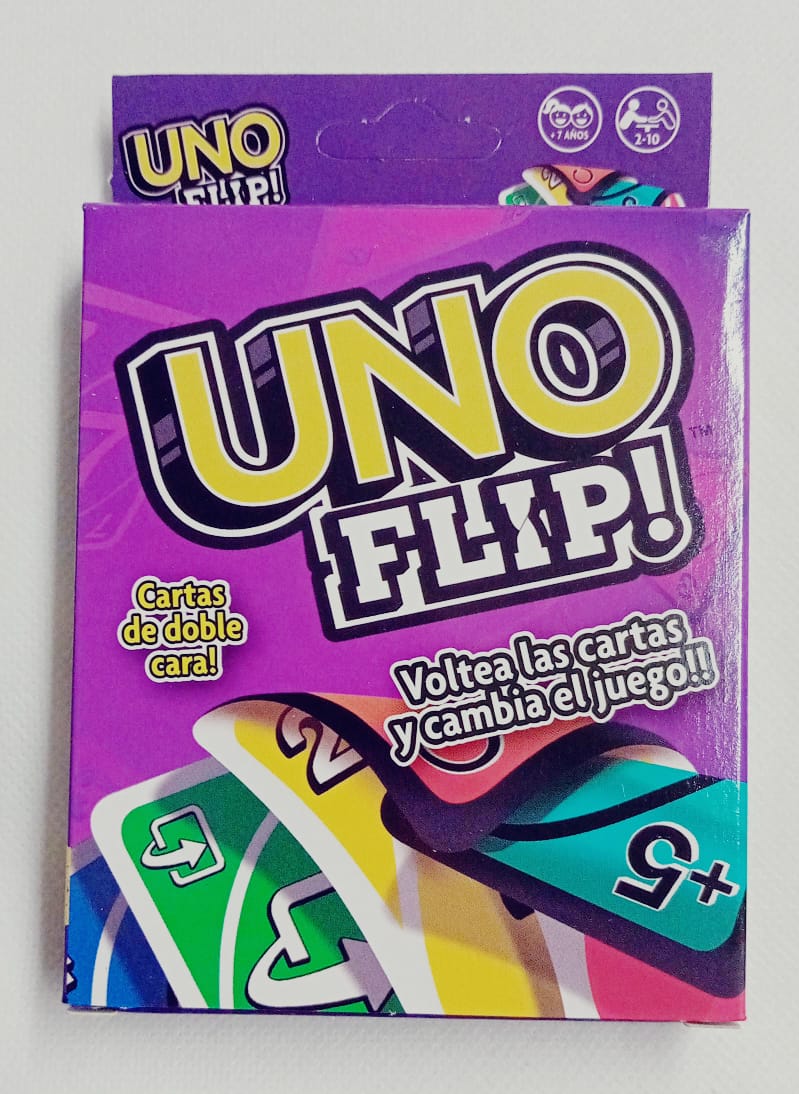 UNO
FLIP!
+7 AÑOS
2-10
UNO
FLIP!
TM
Cartas
de doble
cara!
Voltea las cartas
y cambia el juego!!
2
+5